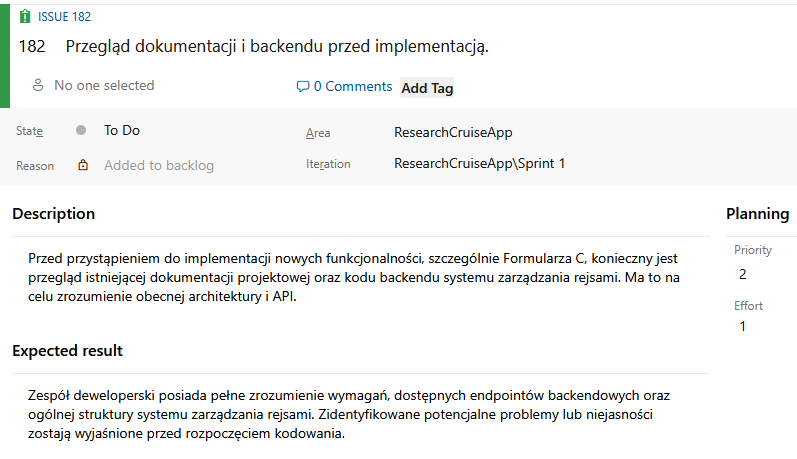 ISSUE 182
182 Przegląd dokumentacji i backendu przed implementacją.
No one selected
0 Comments
Add Tag
State
To Do
Area
ResearchCruiseApp
Reason
Added to backlog
Iteration
ResearchCruiseApp\Sprint 1
Description
Planning
Przed przystąpieniem do implementacji nowych funkcjonalności, szczególnie Formularza C, konieczny jest
przegląd istniejącej dokumentacji projektowej oraz kodu backendu systemu zarządzania rejsami. Ma to na
celu zrozumienie obecnej architektury i API.
Priority
2
Effort
1
Expected result
Zespół deweloperski posiada pełne zrozumienie wymagań, dostępnych endpointów backendowych oraz
ogólnej struktury systemu zarządzania rejsami. Zidentyfikowane potencjalne problemy lub niejasności
zostają wyjaśnione przed rozpoczęciem kodowania.